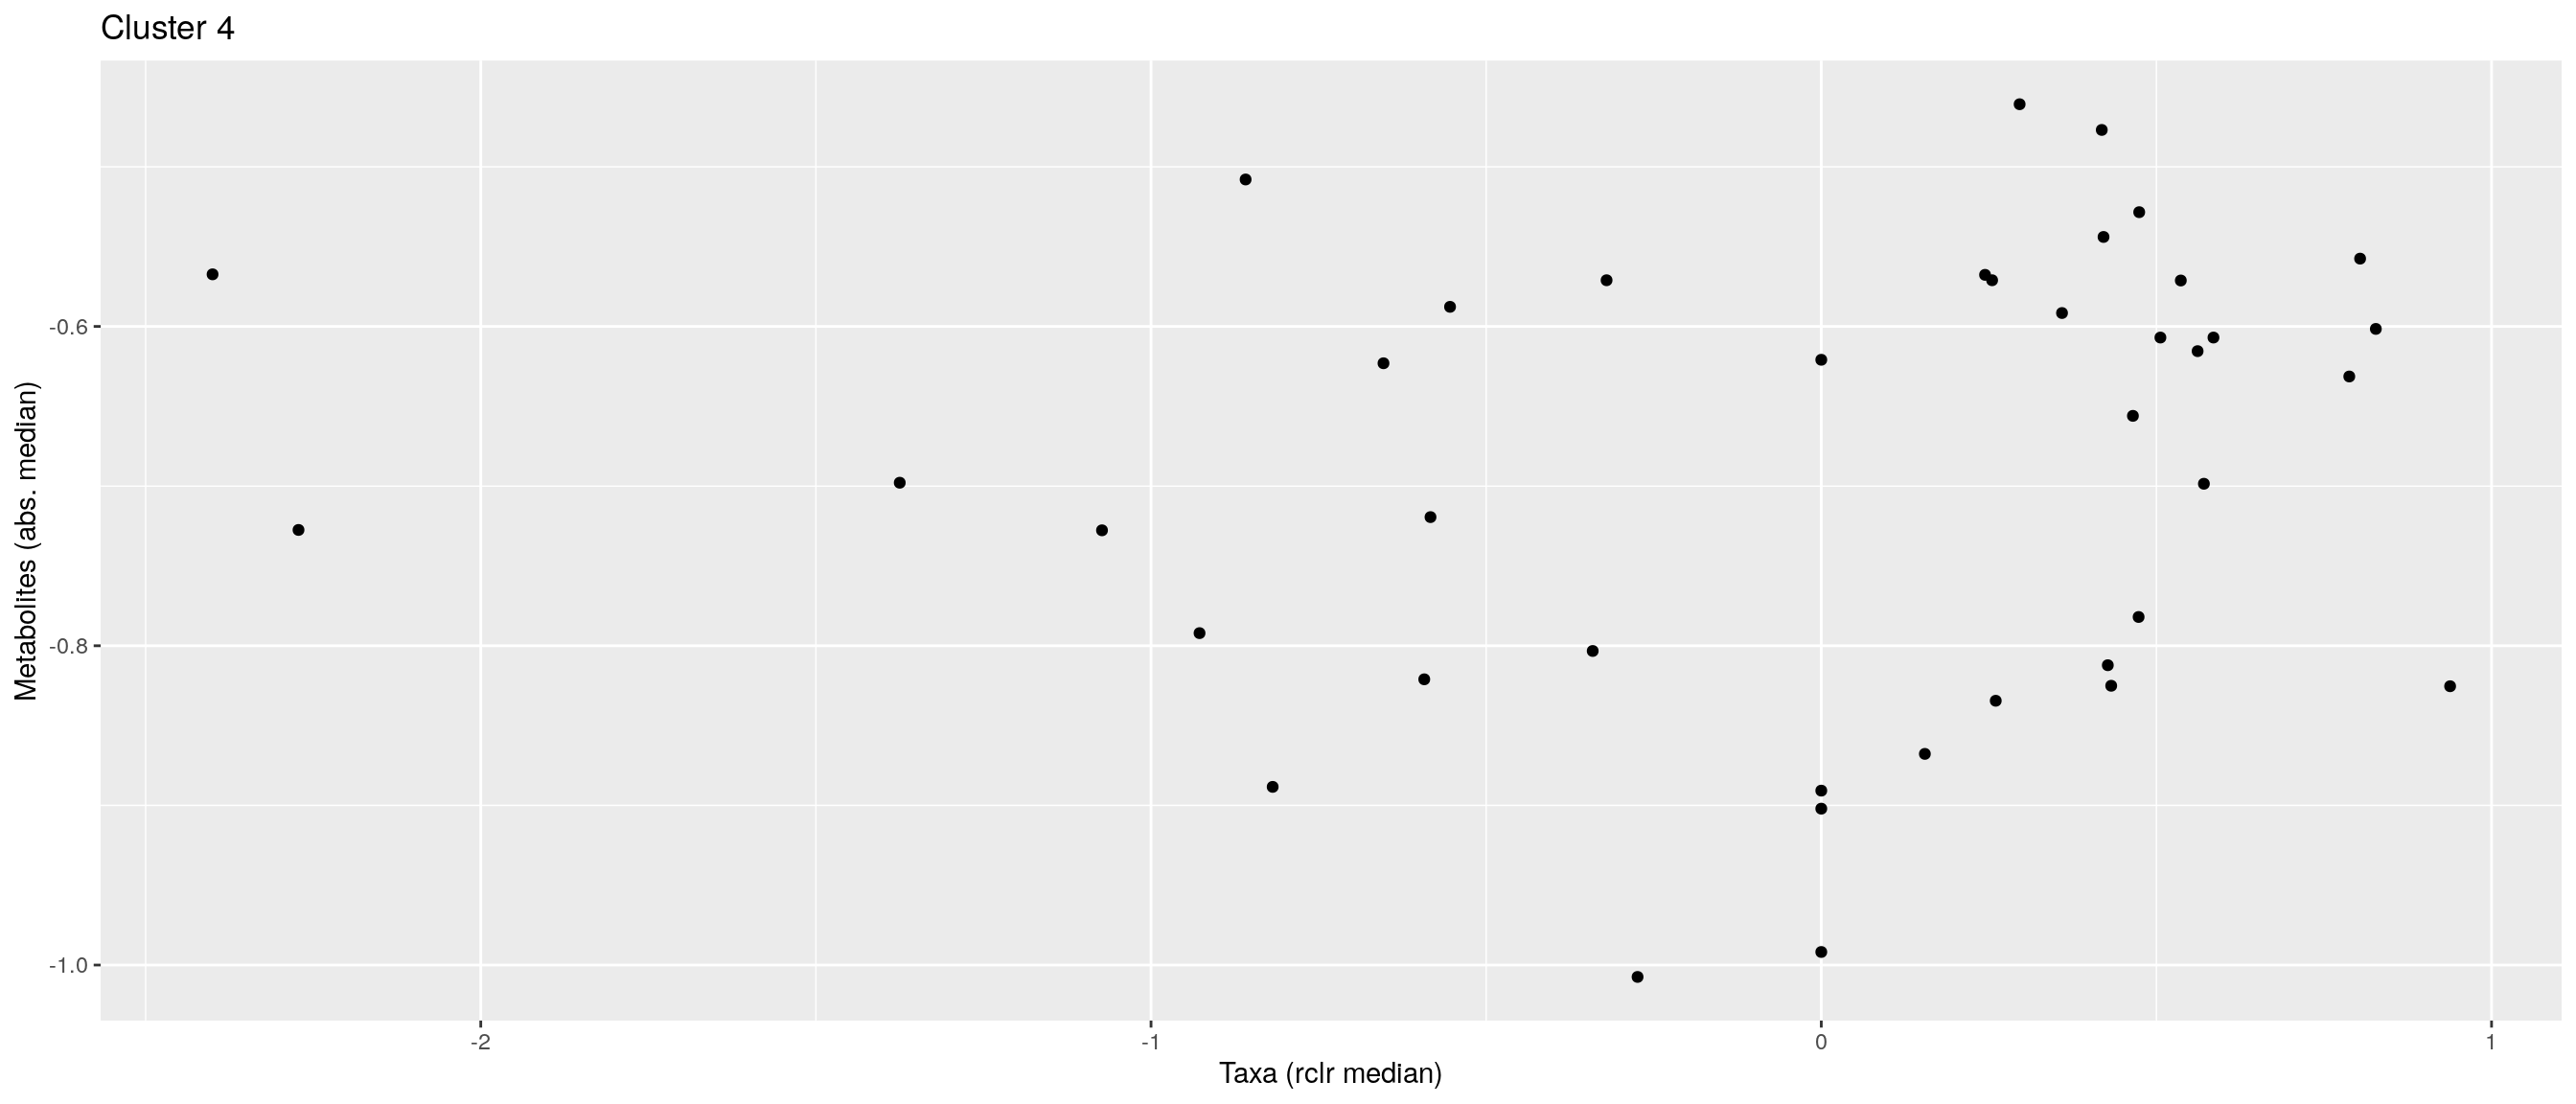 Cluster 4
Metabolites (abs. median)
-0.6
-0.8
-1.0
-2
-1
0
1
Taxa (rclr median)